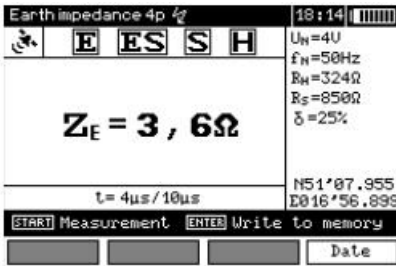 Earth impedance 4p 18:14
E ES S H
UN=4U
fN=50Hz
RH=324Ω
RS=850Ω
δ=25%
ZE = 3 , 6Ω
N51°07.955
E016°56.899
t= 4µs/10µs
START Measurement ENTER Write to memory
Date